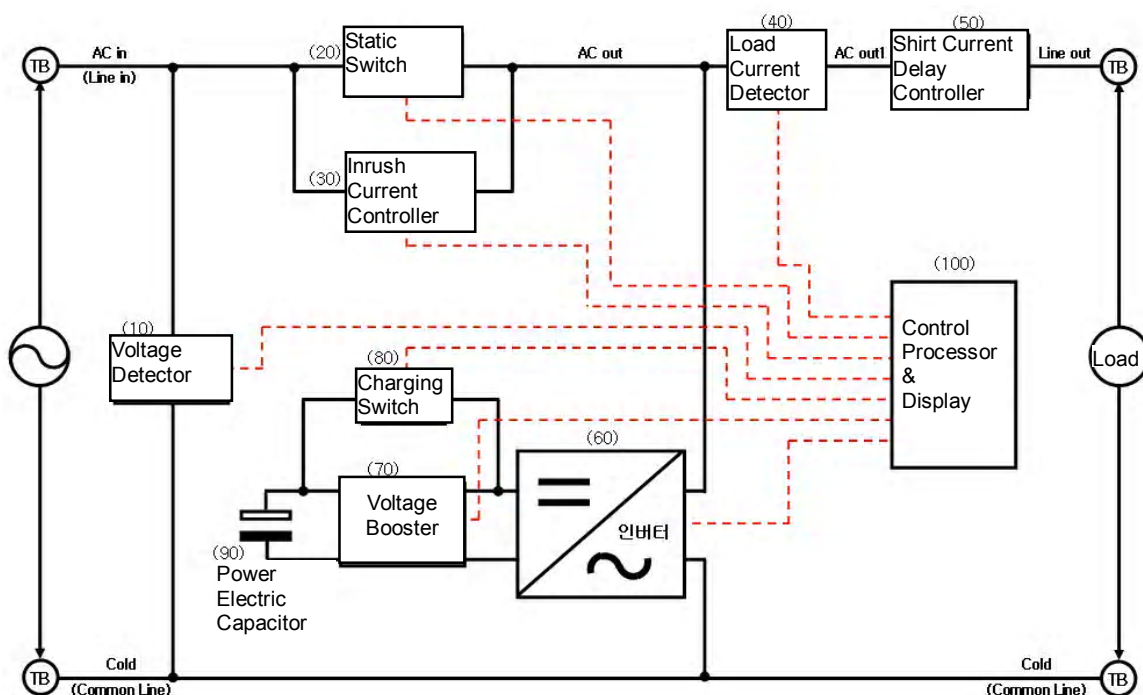 (20)
Static
Switch
(40)
Load
Current
Detector
(50)
Shirt Current
Delay
Controller
TB
AC in
(Line in)
AC out
AC out1
Line out
TB
(30)
Inrush
Current
Controller
(100)
Control
Processor
&
Display
(10)
Voltage
Detector
Load
(80)
Charging
Switch
(60)
인버터
(70)
Voltage
Booster
(90)
Power
Electric
Capacitor
TB
Cold
(Common Line)
Cold
(Common Line)
TB